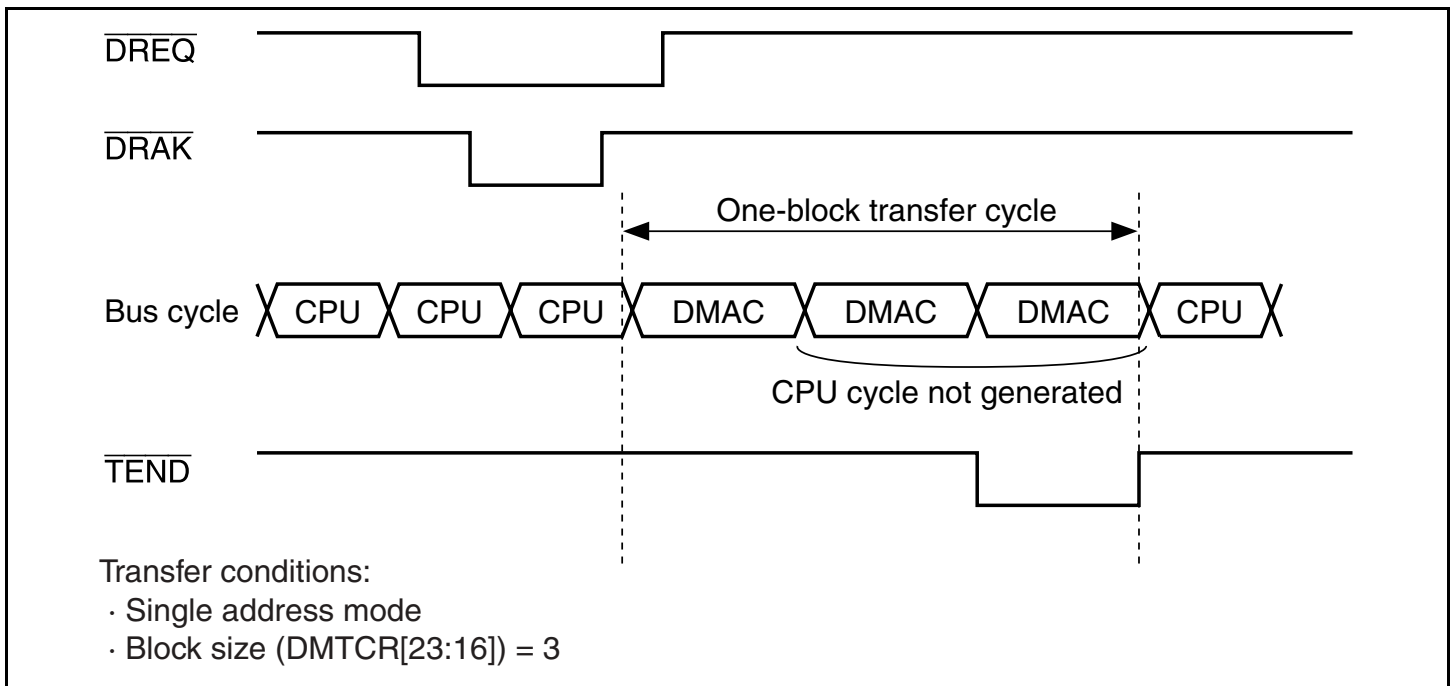 DREQ
DRAK
One-block transfer cycle
Bus cycle CPU CPU CPU DMAC DMAC DMAC CPU
CPU cycle not generated
TEND
Transfer conditions:
· Single address mode
· Block size (DMTCR[23:16]) = 3